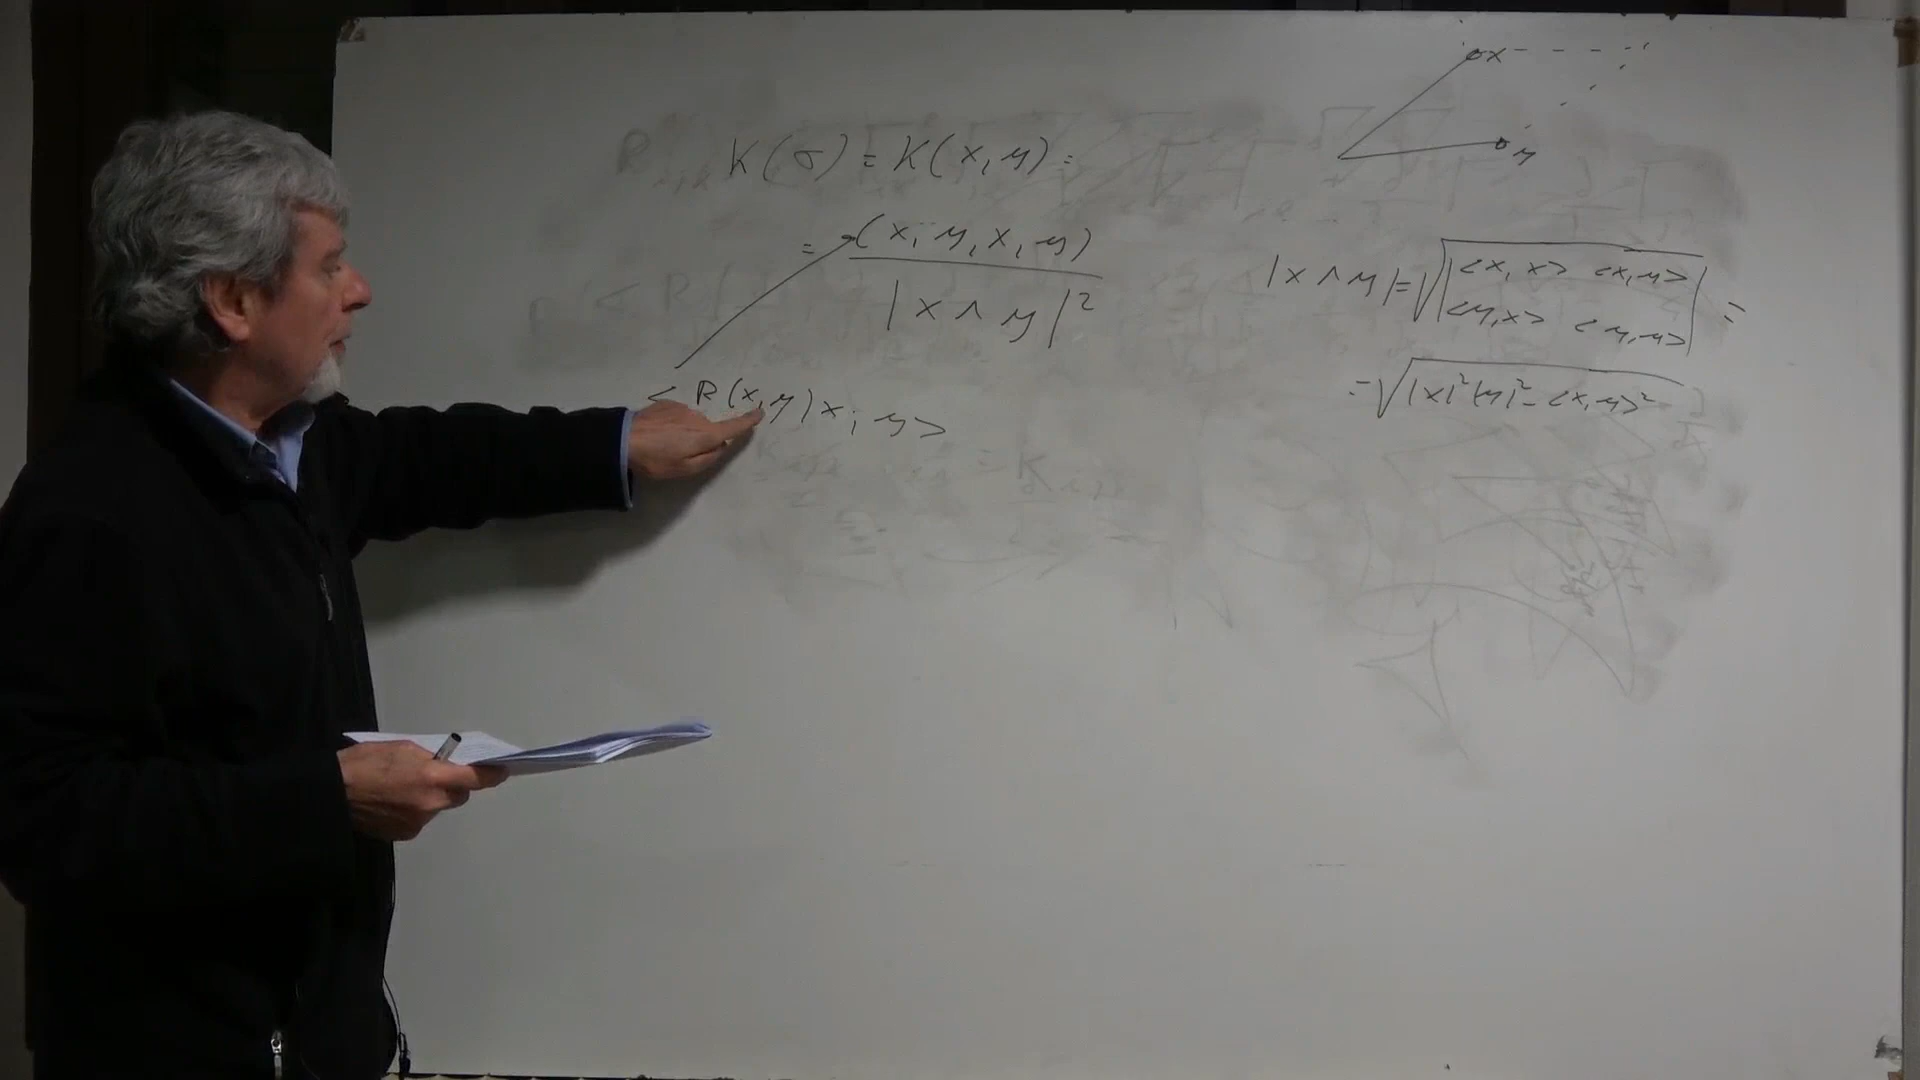 K(σ) = K(x, y) =
= (x, y, x, y)
|x ∧ y|²
< R(x, y) x, y >
x
y
|x ∧ y| = √ | <x, x> <x, y>
<y, x> <y, y> | =
= √ |x|² |y|² - <x, y>²